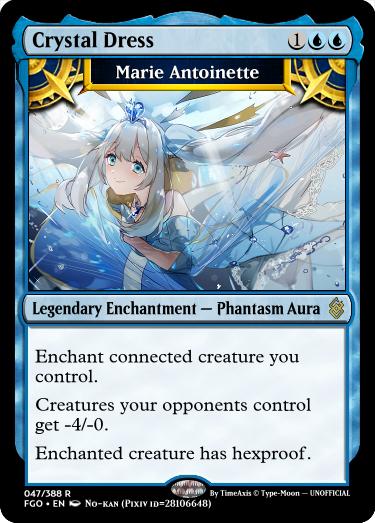 Crystal Dress 1
Marie Antoinette
Legendary Enchantment — Phantasm Aura
Enchant connected creature you
control.
Creatures your opponents control
get -4/-0.
Enchanted creature has hexproof.
047/388 R
FGO • EN No-kan (Pixiv id=28106648)
By TimeAxis © Type-Moon — UNOFFICIAL